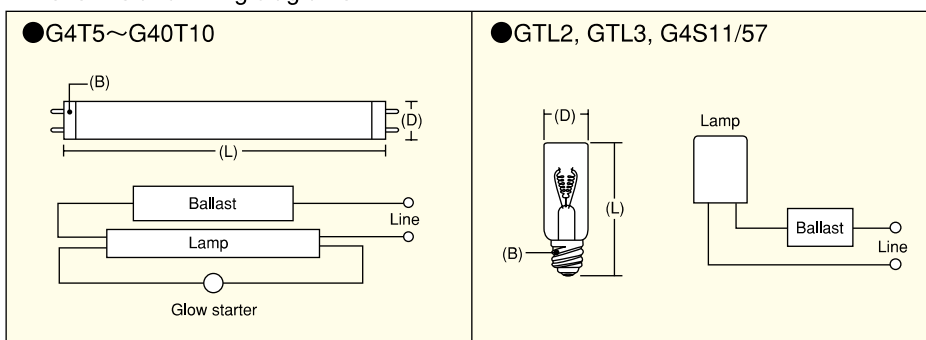 ●G4T5～G40T10
(B)
(D)
(L)
Ballast
Line
Lamp
Glow starter
●GTL2, GTL3, G4S11/57
(D)
Lamp
(L)
Ballast
(B)
Line